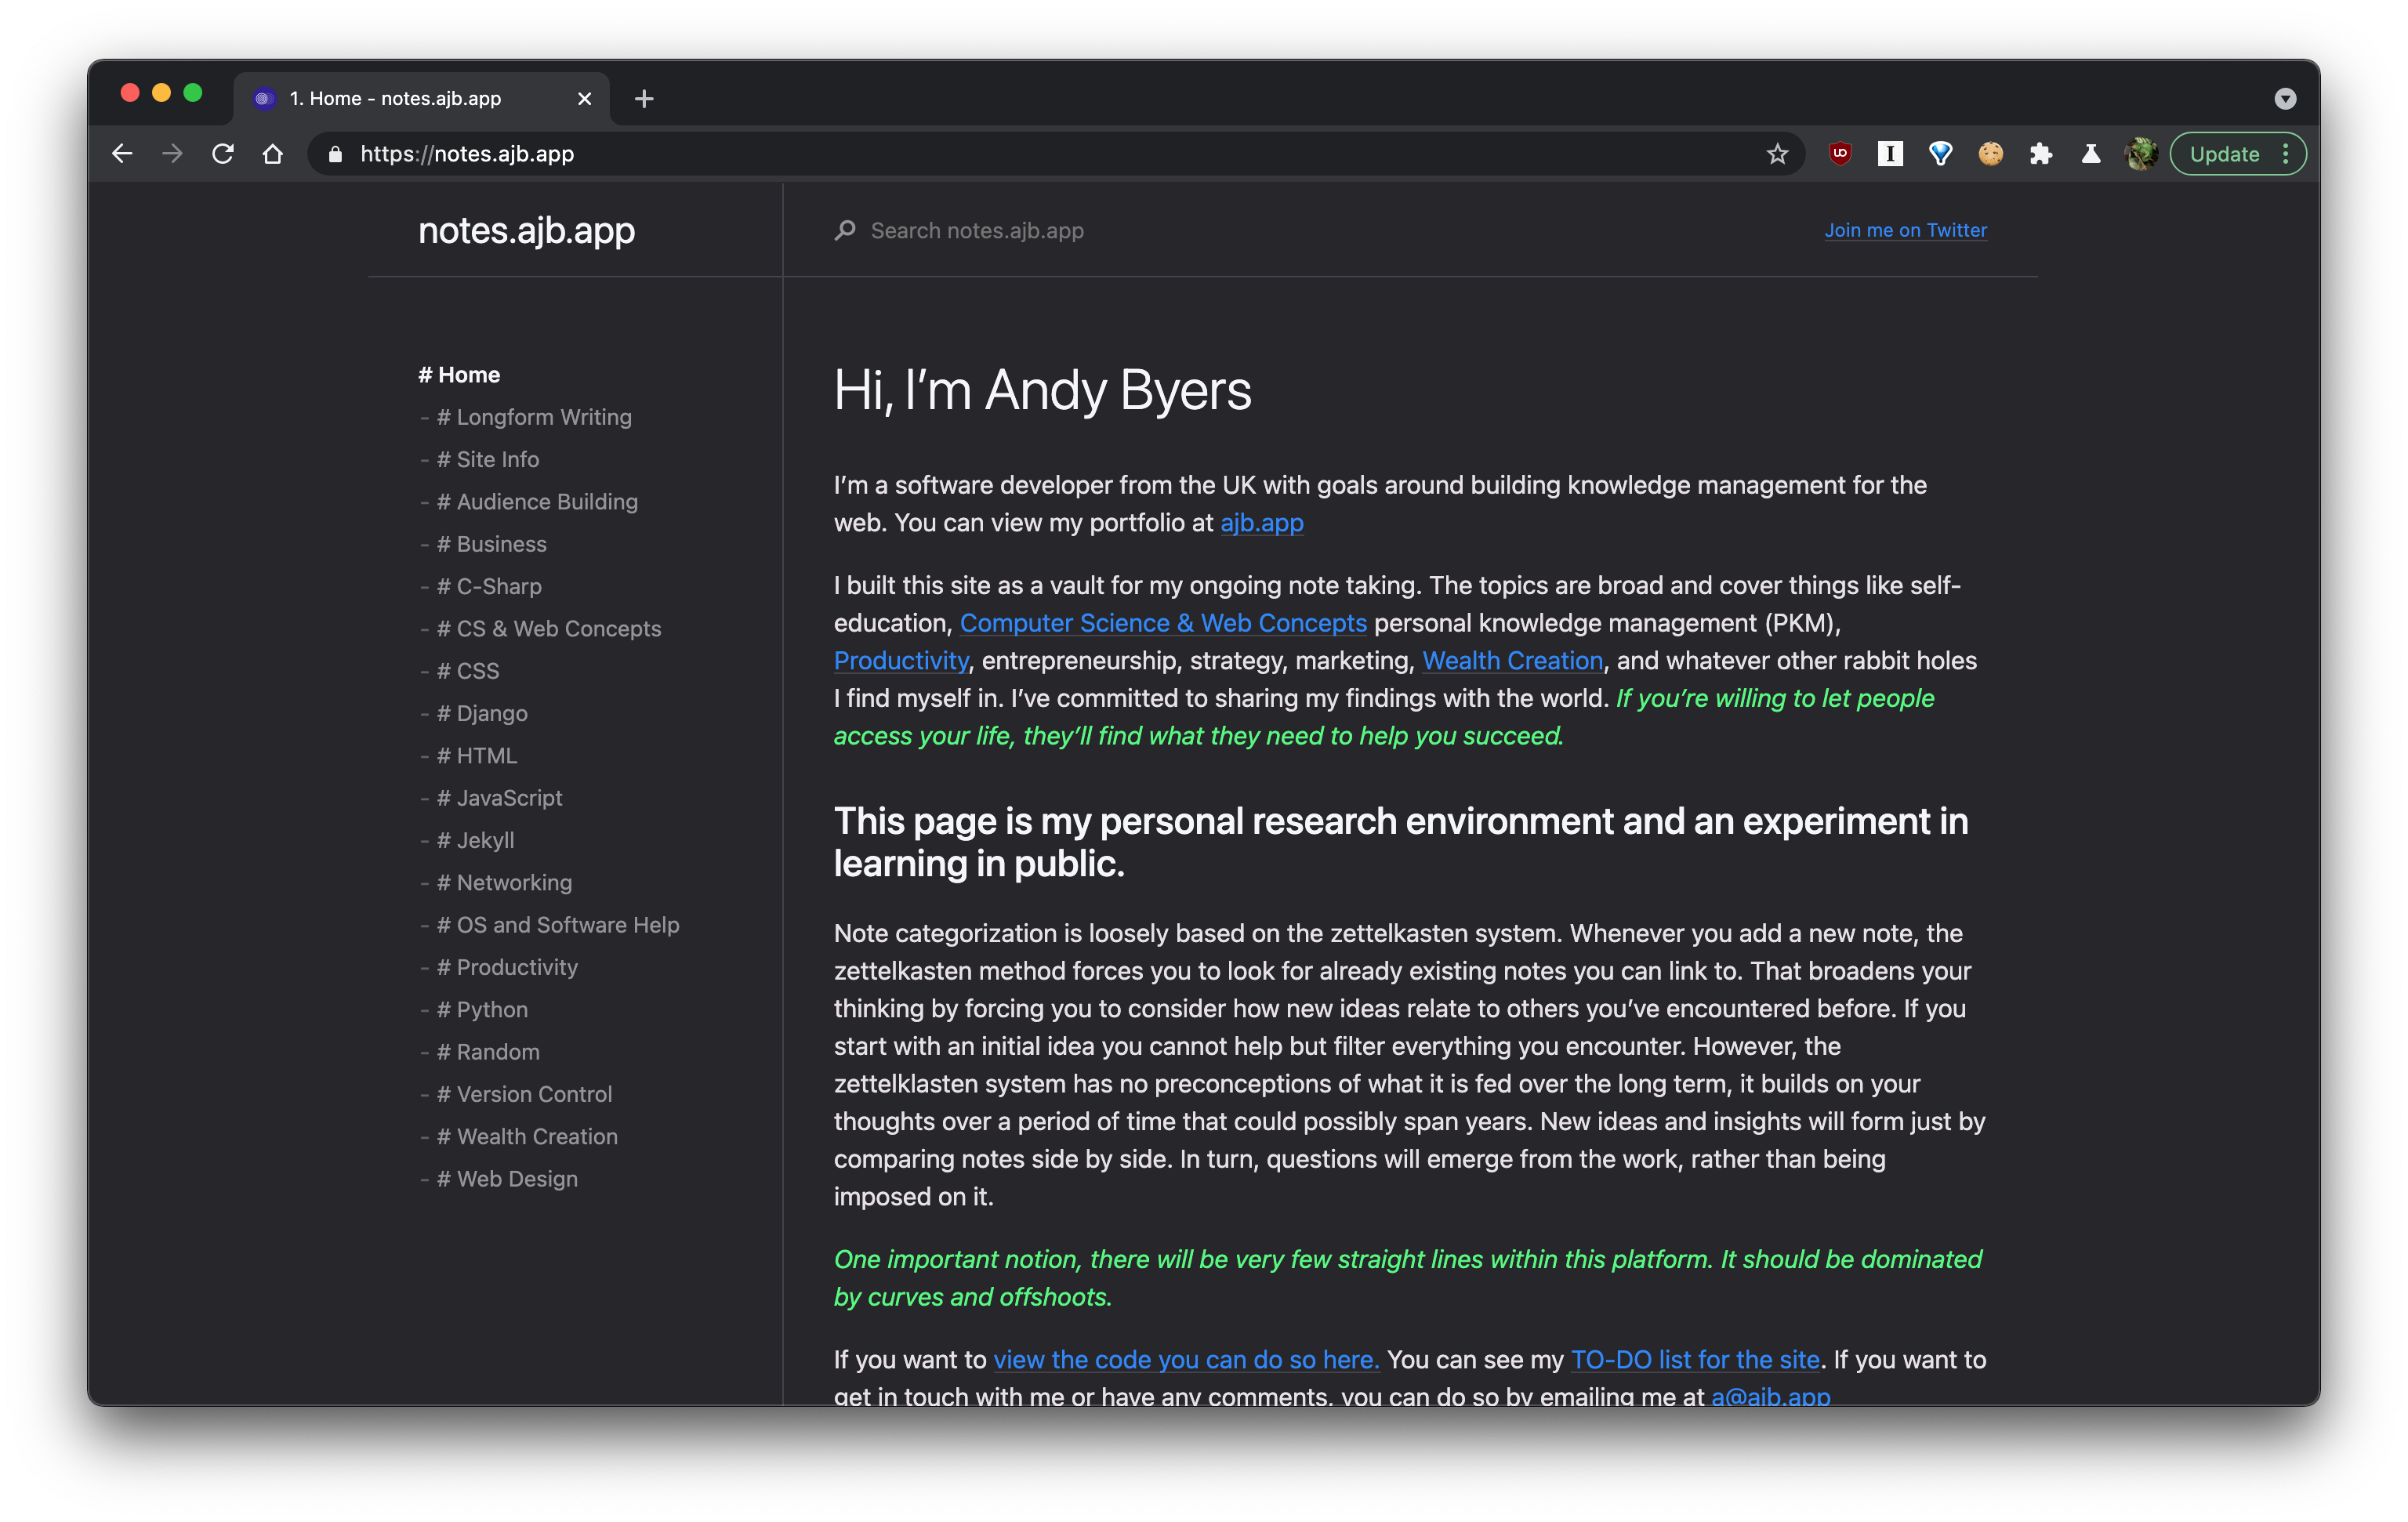 1. Home - notes.ajb.app
https://notes.ajb.app
Update
notes.ajb.app
Search notes.ajb.app
Join me on Twitter
# Home
- # Longform Writing
- # Site Info
- # Audience Building
- # Business
- # C-Sharp
- # CS & Web Concepts
- # CSS
- # Django
- # HTML
- # JavaScript
- # Jekyll
- # Networking
- # OS and Software Help
- # Productivity
- # Python
- # Random
- # Version Control
- # Wealth Creation
- # Web Design
Hi, I’m Andy Byers
I’m a software developer from the UK with goals around building knowledge management for the
web. You can view my portfolio at ajb.app
I built this site as a vault for my ongoing note taking. The topics are broad and cover things like self-
education, Computer Science & Web Concepts personal knowledge management (PKM),
Productivity, entrepreneurship, strategy, marketing, Wealth Creation, and whatever other rabbit holes
I find myself in. I’ve committed to sharing my findings with the world. If you’re willing to let people
access your life, they’ll find what they need to help you succeed.
This page is my personal research environment and an experiment in
learning in public.
Note categorization is loosely based on the zettelkasten system. Whenever you add a new note, the
zettelkasten method forces you to look for already existing notes you can link to. That broadens your
thinking by forcing you to consider how new ideas relate to others you’ve encountered before. If you
start with an initial idea you cannot help but filter everything you encounter. However, the
zettelklasten system has no preconceptions of what it is fed over the long term, it builds on your
thoughts over a period of time that could possibly span years. New ideas and insights will form just by
comparing notes side by side. In turn, questions will emerge from the work, rather than being
imposed on it.
One important notion, there will be very few straight lines within this platform. It should be dominated
by curves and offshoots.
If you want to view the code you can do so here. You can see my TO-DO list for the site. If you want to
get in touch with me or have any comments, you can do so by emailing me at a@ajb.app